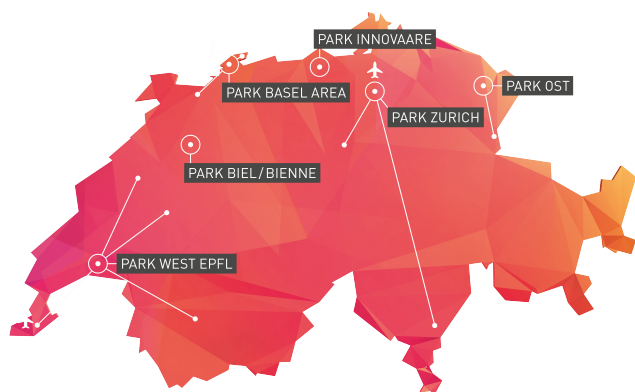 PARK INNOVAARE
PARK BASEL AREA
PARK OST
PARK ZURICH
PARK BIEL/BIENNE
PARK WEST EPFL